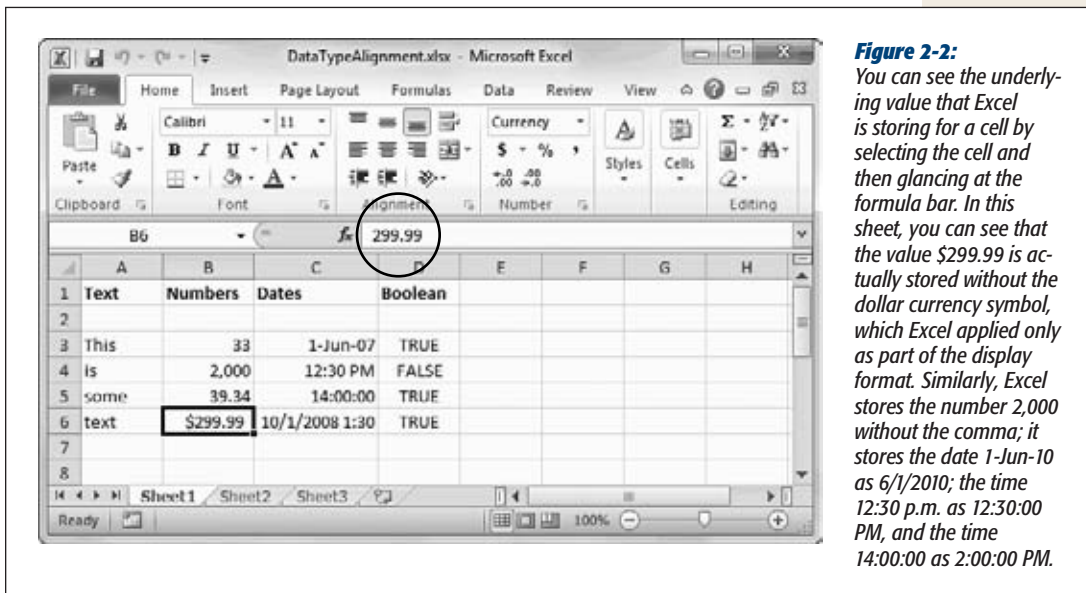 DataTypeAlignment.xlsx - Microsoft Excel
File Home Insert Page Layout Formulas Data Review View
Calibri 11 Currency Σ
Paste B I U A A $ % , Styles Cells
A .00 .0
Clipboard Font Alignment Number Editing
B6 fx 299.99
A B C D E F G H
1 Text Numbers Dates Boolean
2
3 This 33 1-Jun-07 TRUE
4 is 2,000 12:30 PM FALSE
5 some 39.34 14:00:00 TRUE
6 text $299.99 10/1/2008 1:30 TRUE
7
8
Sheet1 Sheet2 Sheet3
Ready 100%
Figure 2-2:
You can see the underly-
ing value that Excel
is storing for a cell by
selecting the cell and
then glancing at the
formula bar. In this
sheet, you can see that
the value $299.99 is ac-
tually stored without the
dollar currency symbol,
which Excel applied only
as part of the display
format. Similarly, Excel
stores the number 2,000
without the comma; it
stores the date 1-Jun-10
as 6/1/2010; the time
12:30 p.m. as 12:30:00
PM, and the time
14:00:00 as 2:00:00 PM.